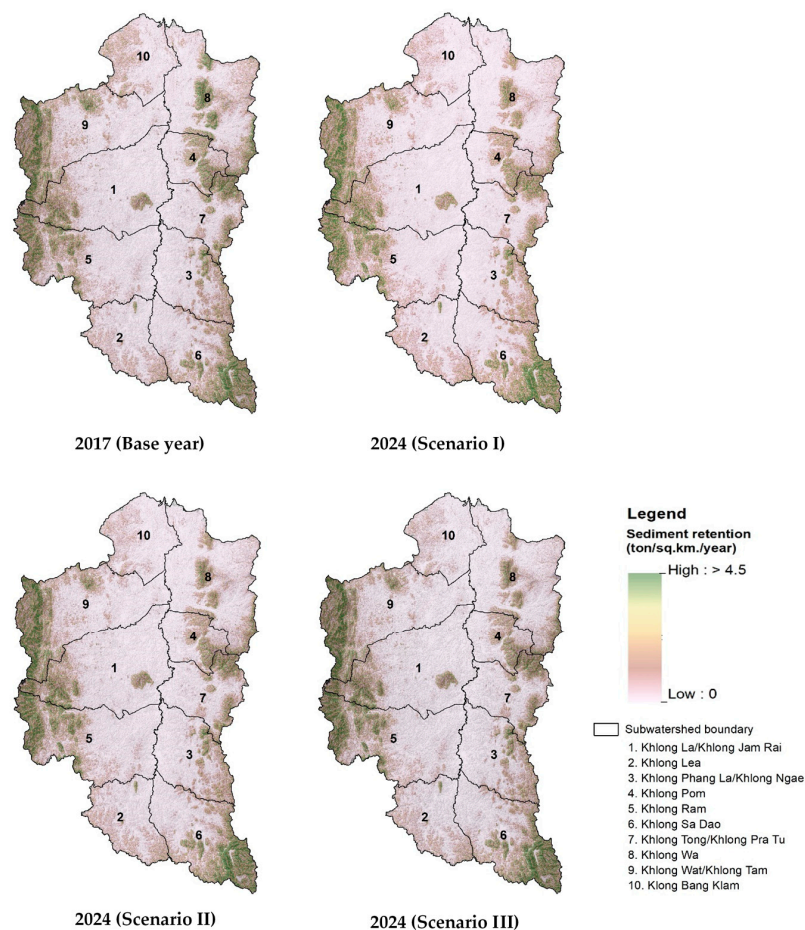 10
8
9
4
1
7
5
3
2
6
2017 (Base year)
10
8
9
4
1
7
5
3
2
6
2024 (Scenario I)
10
8
9
4
1
7
5
3
2
6
2024 (Scenario II)
10
8
9
4
1
7
5
3
2
6
2024 (Scenario III)
Legend
Sediment retention
(ton/sq.km./year)
High : > 4.5
Low : 0
Subwatershed boundary
1. Khlong La/Khlong Jam Rai
2. Khlong Lea
3. Khlong Phang La/Khlong Ngae
4. Khlong Pom
5. Khlong Ram
6. Khlong Sa Dao
7. Khlong Tong/Khlong Pra Tu
8. Khlong Wa
9. Khlong Wat/Khlong Tam
10. Klong Bang Klam